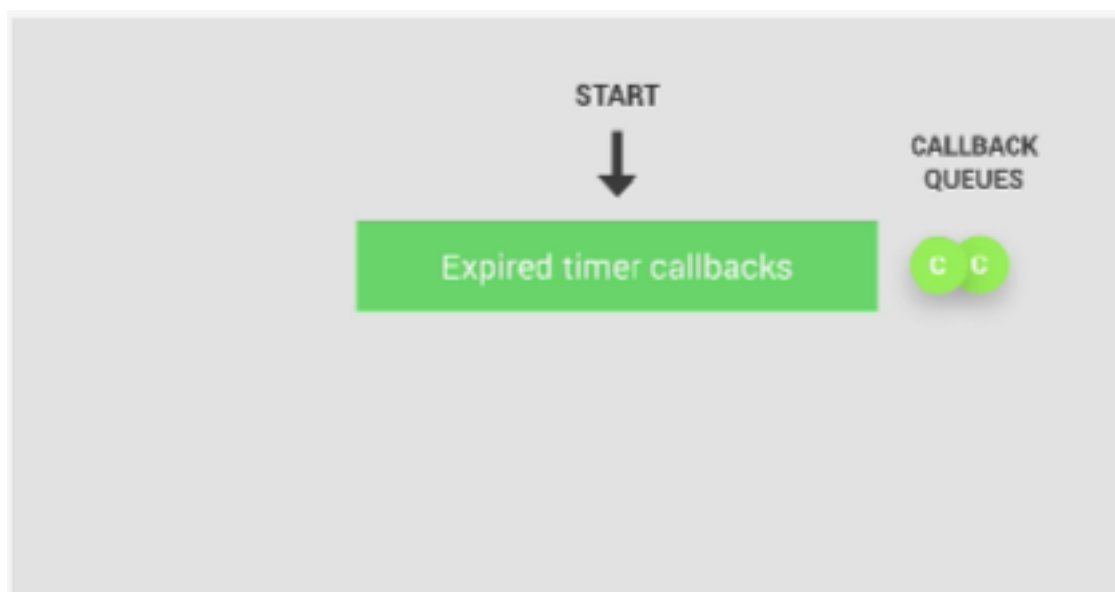 START
CALLBACK
QUEUES
Expired timer callbacks
C C